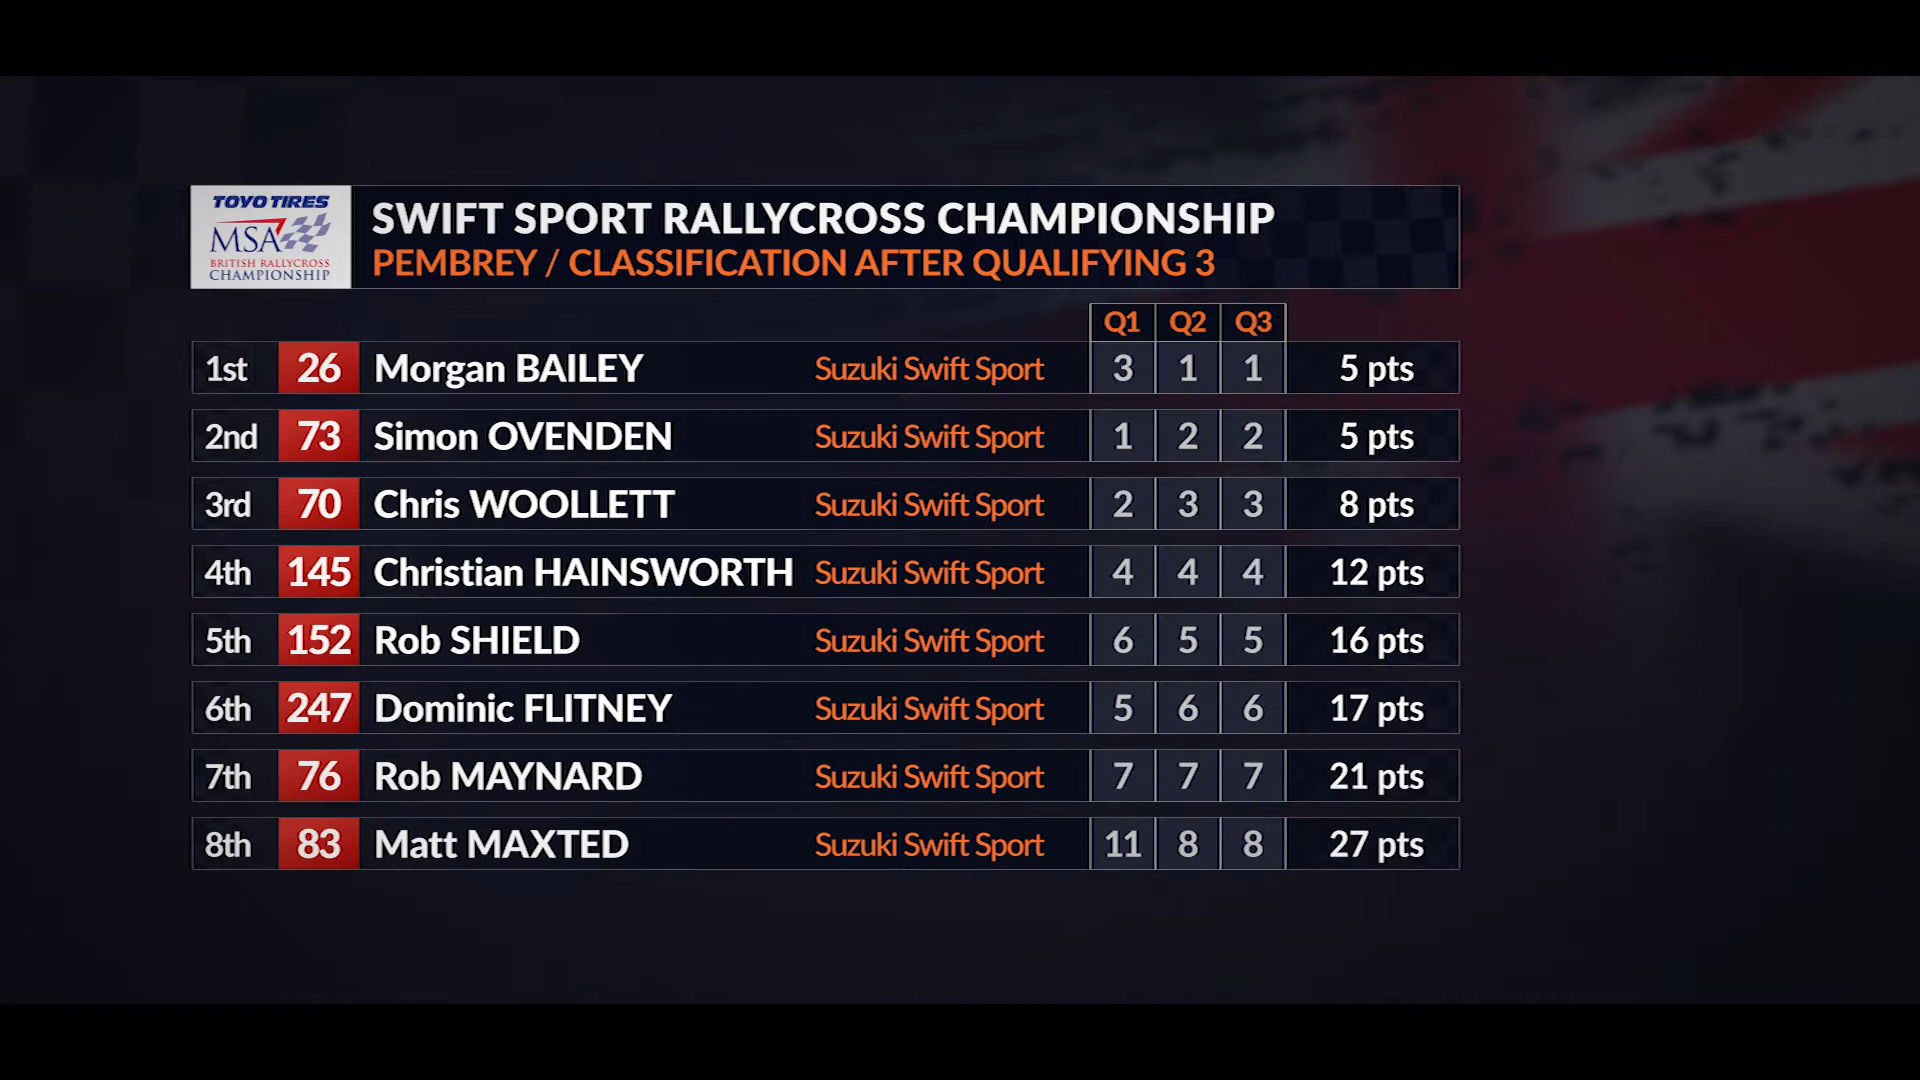 TOYO TIRES
MSA
BRITISH RALLYCROSS
CHAMPIONSHIP
SWIFT SPORT RALLYCROSS CHAMPIONSHIP
PEMBREY / CLASSIFICATION AFTER QUALIFYING 3
Q1 Q2 Q3
1st 26 Morgan BAILEY Suzuki Swift Sport 3 1 1 5 pts
2nd 73 Simon OVENDEN Suzuki Swift Sport 1 2 2 5 pts
3rd 70 Chris WOOLLETT Suzuki Swift Sport 2 3 3 8 pts
4th 145 Christian HAINSWORTH Suzuki Swift Sport 4 4 4 12 pts
5th 152 Rob SHIELD Suzuki Swift Sport 6 5 5 16 pts
6th 247 Dominic FLITNEY Suzuki Swift Sport 5 6 6 17 pts
7th 76 Rob MAYNARD Suzuki Swift Sport 7 7 7 21 pts
8th 83 Matt MAXTED Suzuki Swift Sport 11 8 8 27 pts